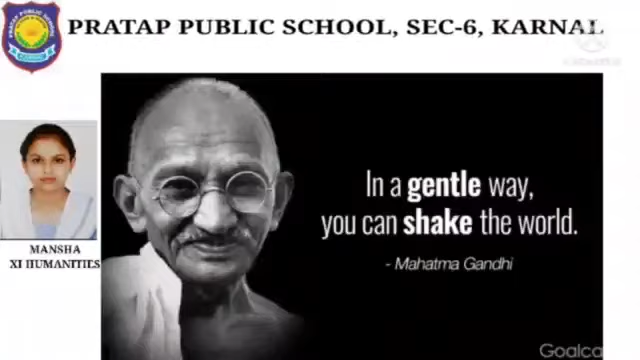 PRATAP PUBLIC SCHOOL, SEC-6, KARNAL
In a gentle way,
you can shake the world.
- Mahatma Gandhi
MANSHA
XI HUMANITIES
Goalca